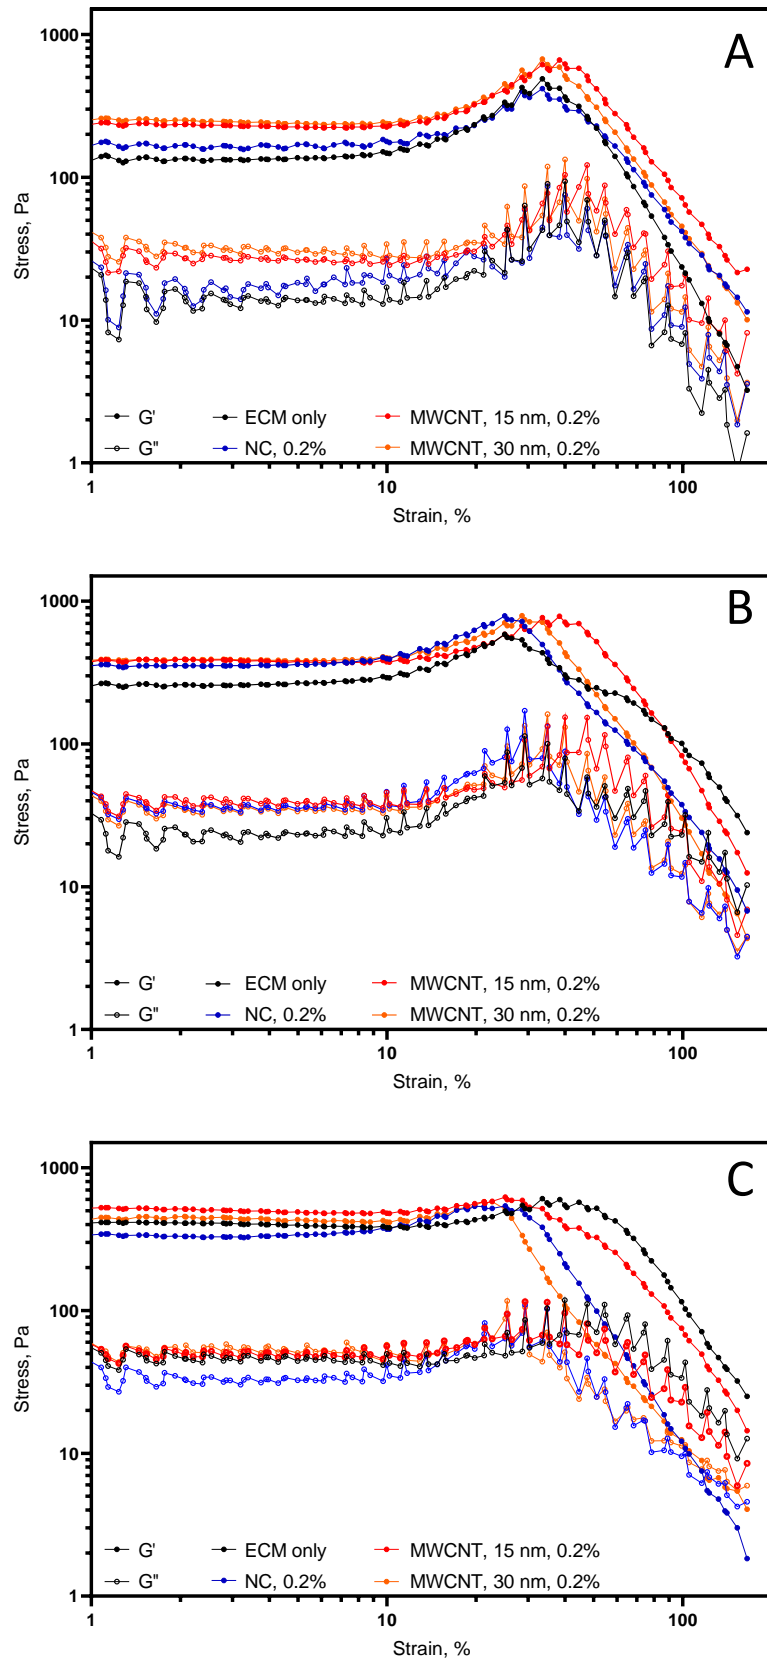 A
1000
100
10
1
Stress, Pa
G' ECM only MWCNT, 15 nm, 0.2%
G" NC, 0.2% MWCNT, 30 nm, 0.2%
1 10 100
Strain, %
B
1000
100
10
1
Stress, Pa
G' ECM only MWCNT, 15 nm, 0.2%
G" NC, 0.2% MWCNT, 30 nm, 0.2%
1 10 100
Strain, %
C
1000
100
10
1
Stress, Pa
G' ECM only MWCNT, 15 nm, 0.2%
G" NC, 0.2% MWCNT, 30 nm, 0.2%
1 10 100
Strain, %